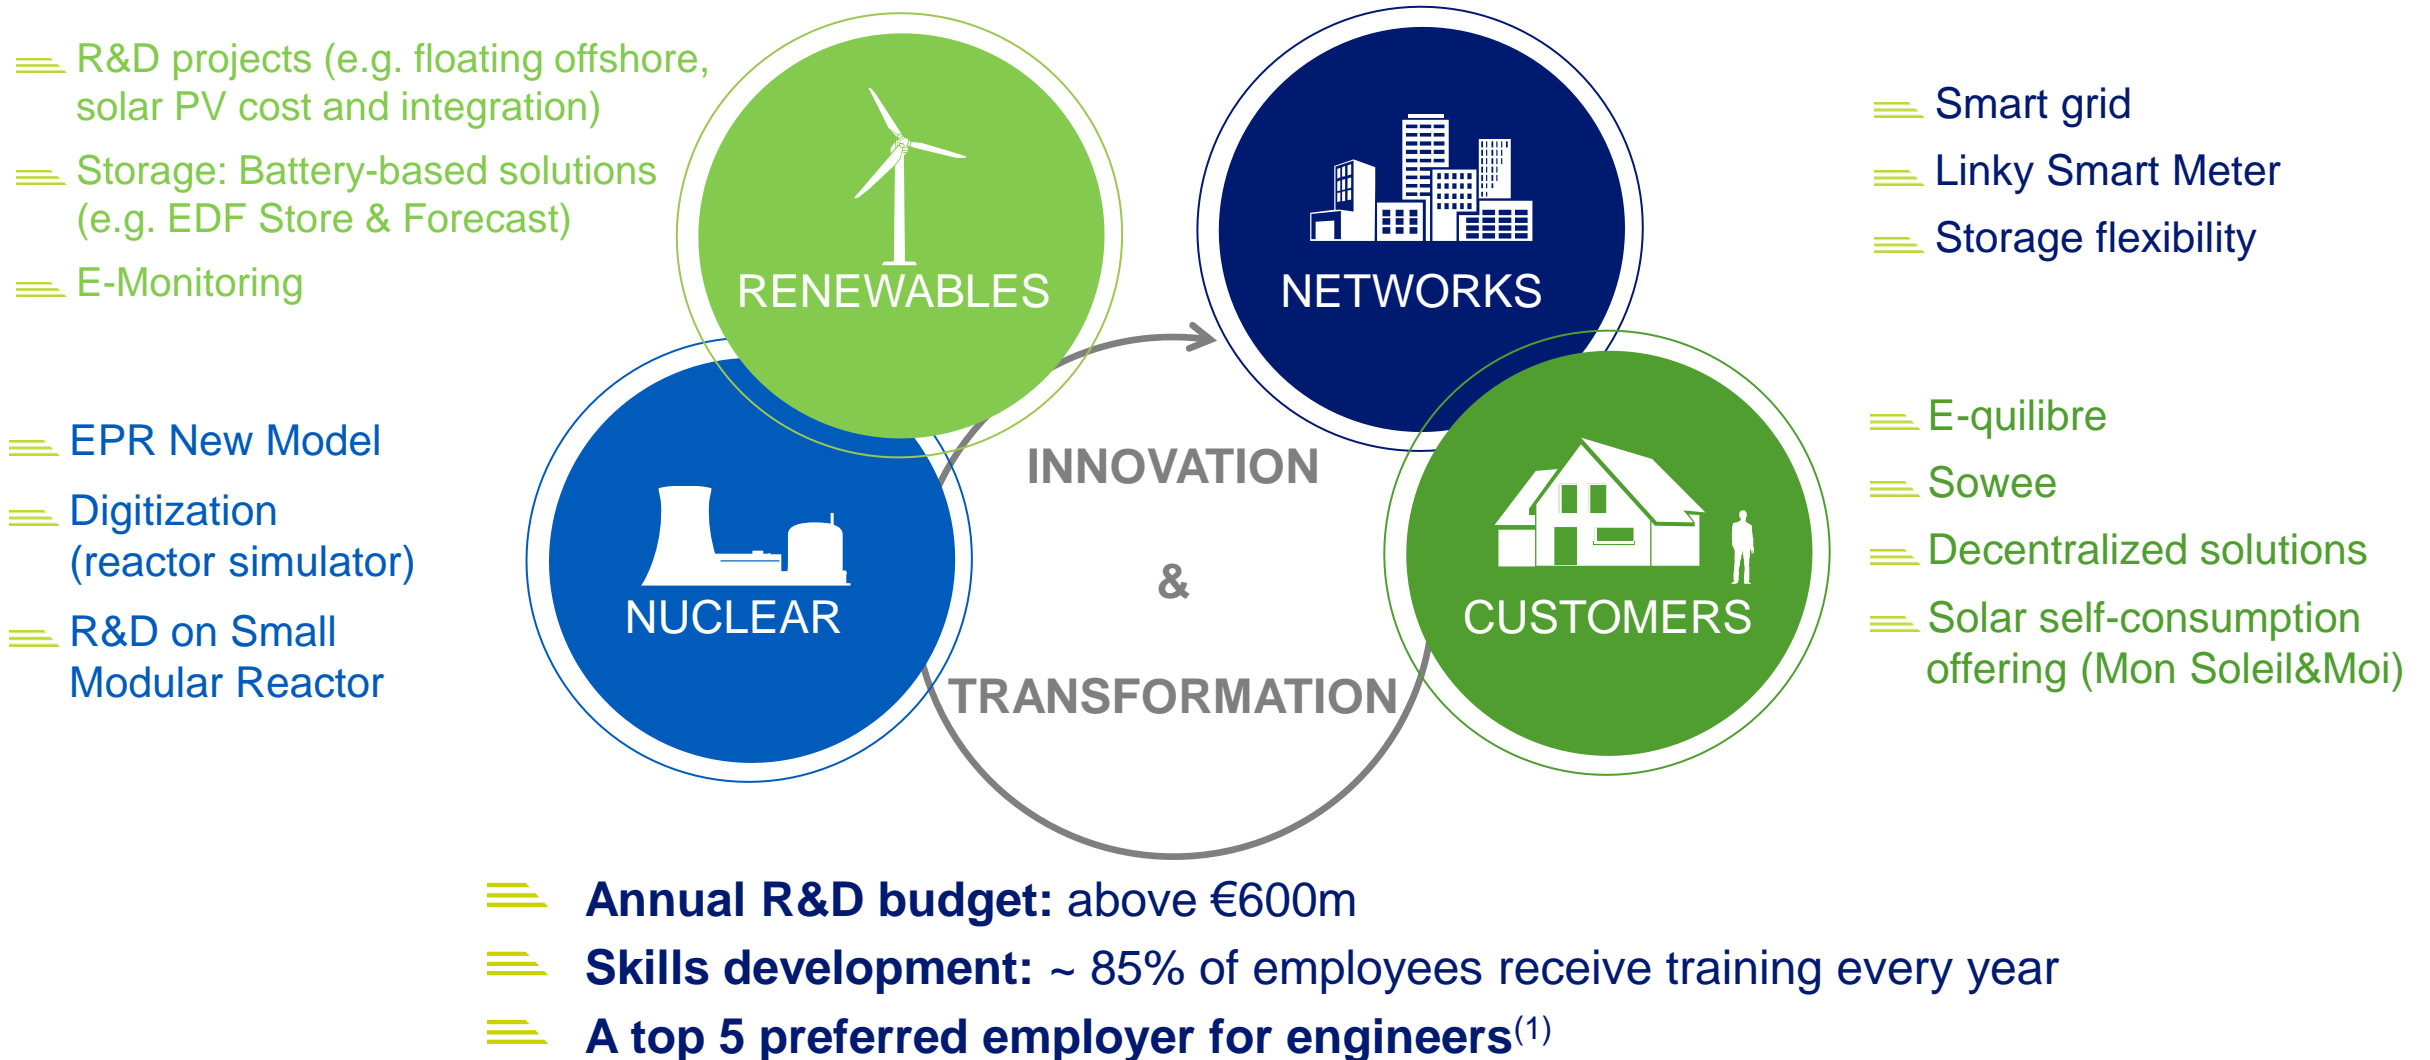 R&D projects (e.g. floating offshore,
solar PV cost and integration)
Storage: Battery-based solutions
(e.g. EDF Store & Forecast)
E-Monitoring
RENEWABLES
NETWORKS
Smart grid
Linky Smart Meter
Storage flexibility
EPR New Model
Digitization
(reactor simulator)
R&D on Small
Modular Reactor
NUCLEAR
INNOVATION
&
TRANSFORMATION
CUSTOMERS
E-quilibre
Sowee
Decentralized solutions
Solar self-consumption
offering (Mon Soleil&Moi)
Annual R&D budget: above €600m
Skills development: ~ 85% of employees receive training every year
A top 5 preferred employer for engineers(1)